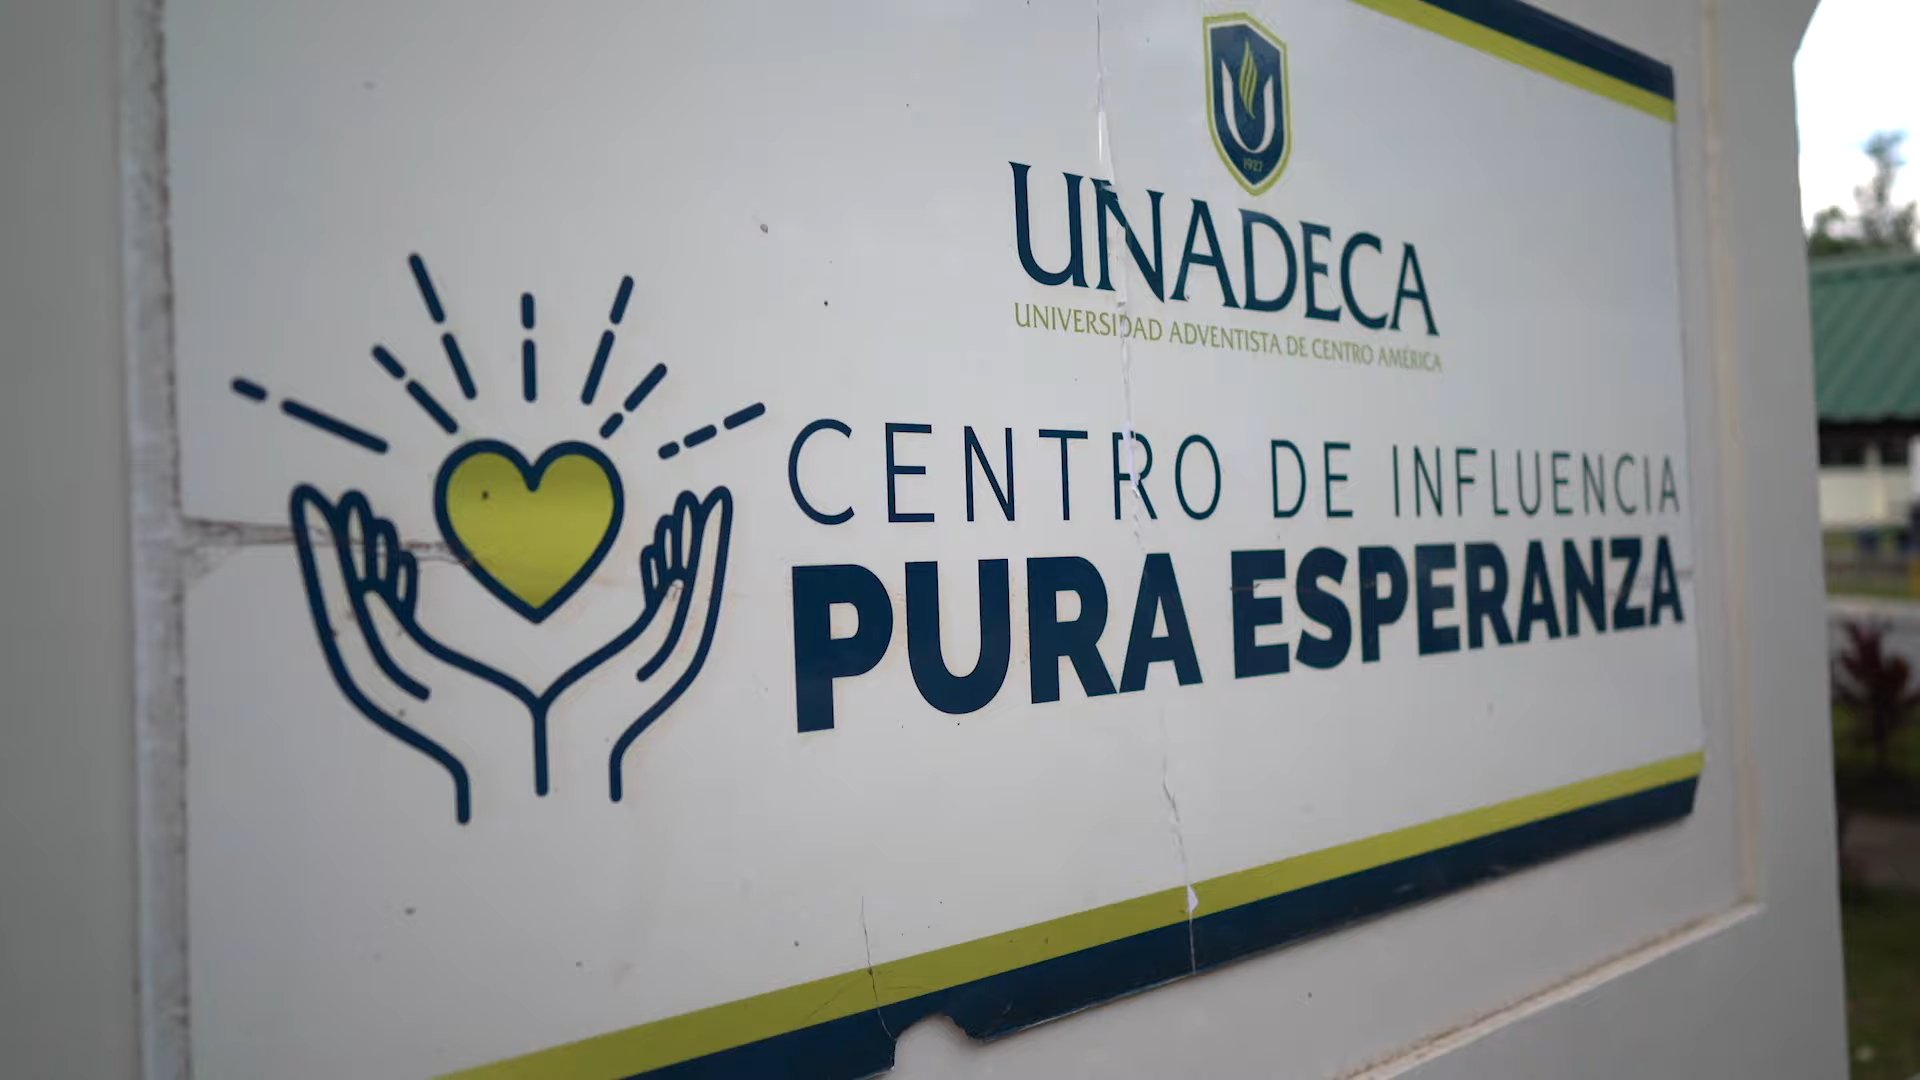 1927
UNADECA
UNIVERSIDAD ADVENTISTA DE CENTRO AMÉRICA
CENTRO DE INFLUENCIA
PURA ESPERANZA